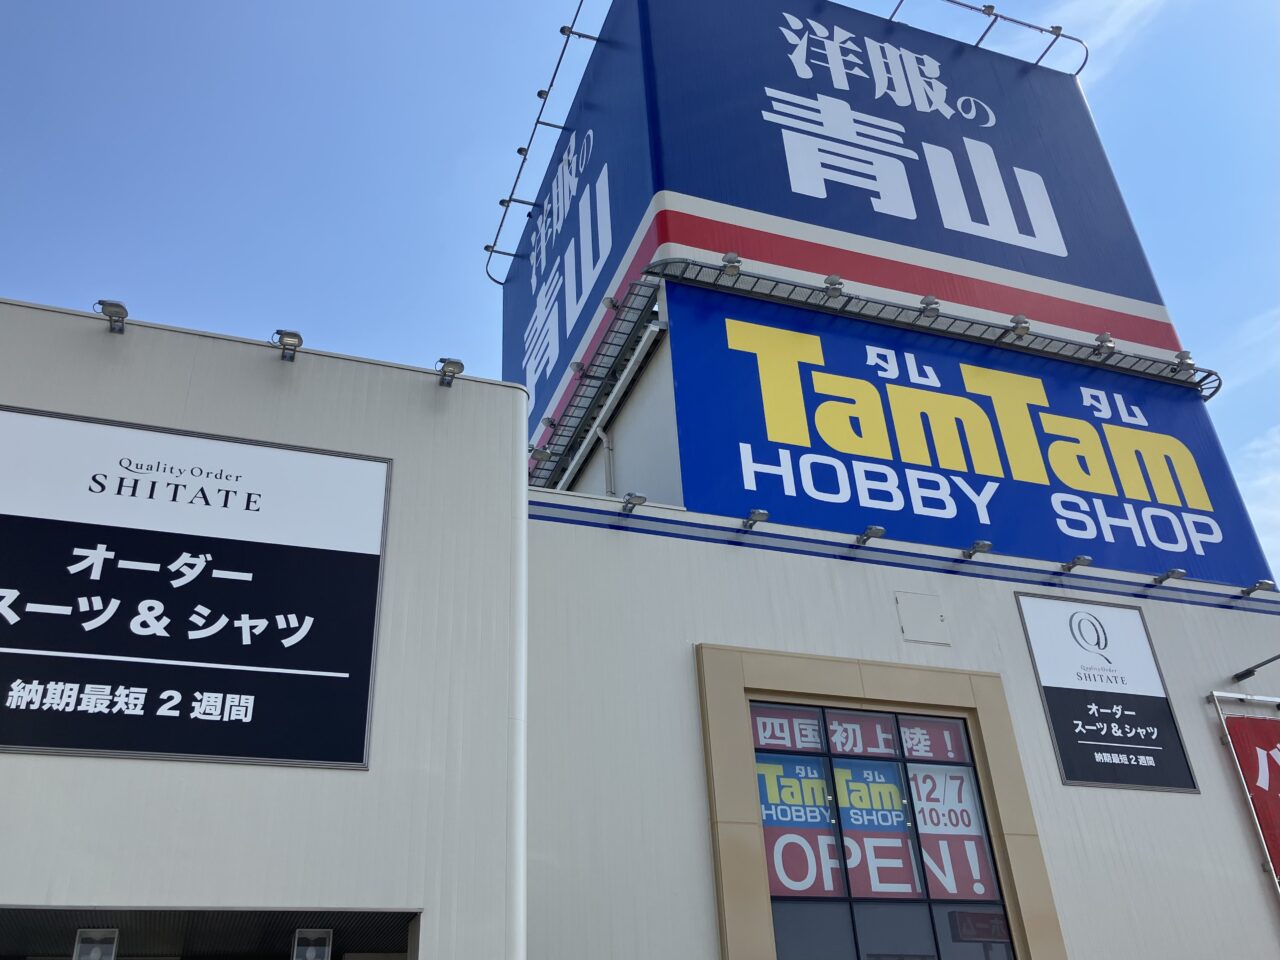 洋服の
青山
洋服の
青山
タム タム
TamTam
HOBBY SHOP
Quality Order
SHITATE
オーダー
スーツ & シャツ
納期最短 2 週間
Quality Order
SHITATE
オーダー
スーツ & シャツ
納期最短 2 週間
四国初上陸！
タム タム
TamTam
HOBBY SHOP
12/7
10:00
OPEN!